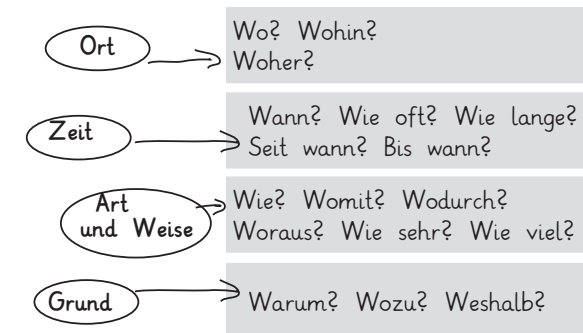 Ort
Wo? Wohin?
Woher?
Zeit
Wann? Wie oft? Wie lange?
Seit wann? Bis wann?
Art
und Weise
Wie? Womit? Wodurch?
Woraus? Wie sehr? Wie viel?
Grund
Warum? Wozu? Weshalb?